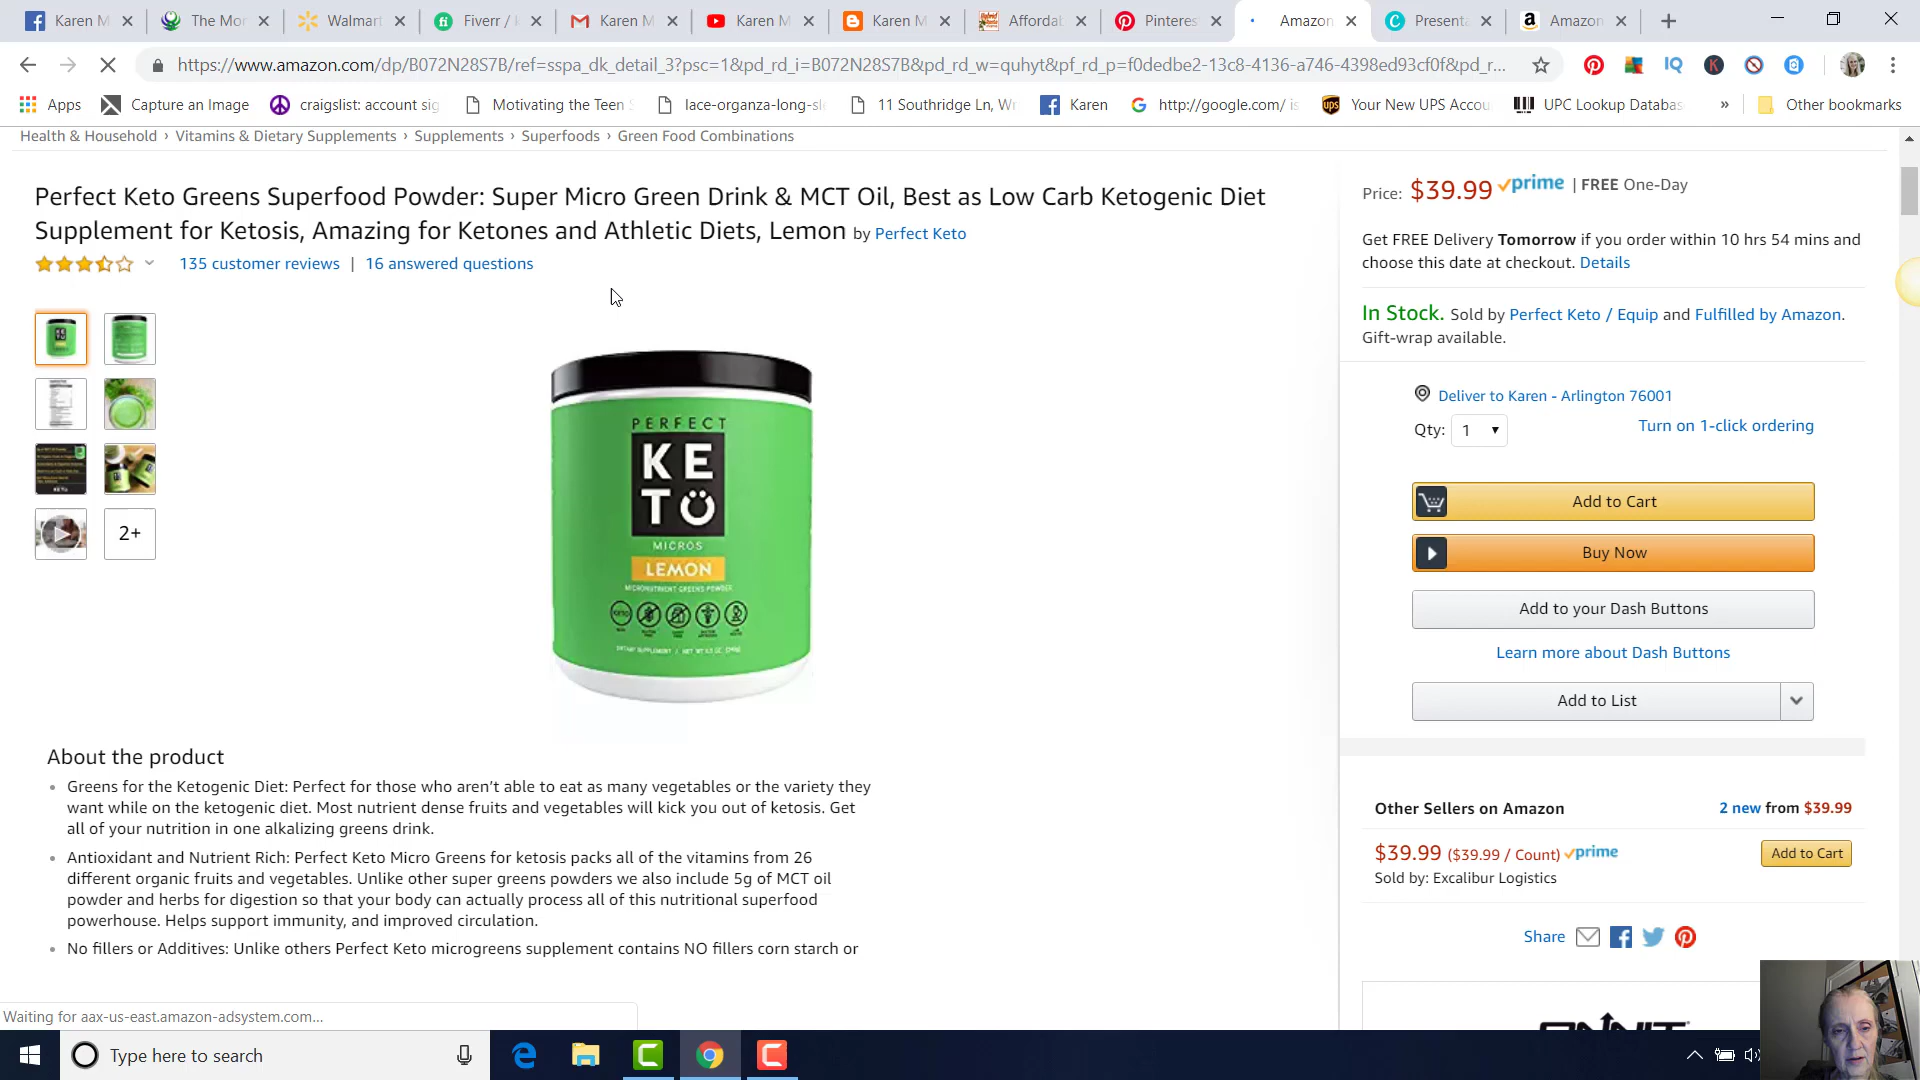 Karen M
The Mor
Walmart
Fiverr /
Karen M
Karen M
Karen M
Affordab
Pinteres
Amazon
Presenta
Amazon
https://www.amazon.com/dp/B072N28S7B/ref=sspa_dk_detail_3?psc=1&pd_rd_i=B072N28S7B&pd_rd_w=quhyt&pf_rd_p=f0dedbe2-13c8-4136-a746-4398ed93cf0f&pd_r...
IQ
K
Apps
Capture an Image
craigslist: account sig
Motivating the Teen
lace-organza-long-sle
11 Southridge Ln, Wr
Karen
http://google.com/ is
Your New UPS Accou
UPC Lookup Databas
»
Other bookmarks
Health & Household › Vitamins & Dietary Supplements › Supplements › Superfoods › Green Food Combinations
Perfect Keto Greens Superfood Powder: Super Micro Green Drink & MCT Oil, Best as Low Carb Ketogenic Diet
Supplement for Ketosis, Amazing for Ketones and Athletic Diets, Lemon by Perfect Keto
135 customer reviews | 16 answered questions
2+
PERFECT
KE
TO
MICROS
LEMON
MICRONUTRIENT GREENS POWDER
About the product
• Greens for the Ketogenic Diet: Perfect for those who aren't able to eat as many vegetables or the variety they
want while on the ketogenic diet. Most nutrient dense fruits and vegetables will kick you out of ketosis. Get
all of your nutrition in one alkalizing greens drink.
• Antioxidant and Nutrient Rich: Perfect Keto Micro Greens for ketosis packs all of the vitamins from 26
different organic fruits and vegetables. Unlike other super greens powders we also include 5g of MCT oil
powder and herbs for digestion so that your body can actually process all of this nutritional superfood
powerhouse. Helps support immunity, and improved circulation.
• No fillers or Additives: Unlike others Perfect Keto microgreens supplement contains NO fillers corn starch or
Price: $39.99 prime | FREE One-Day
Get FREE Delivery Tomorrow if you order within 10 hrs 54 mins and
choose this date at checkout. Details
In Stock. Sold by Perfect Keto / Equip and Fulfilled by Amazon.
Gift-wrap available.
Deliver to Karen - Arlington 76001
Qty: 1
Turn on 1-click ordering
Add to Cart
Buy Now
Add to your Dash Buttons
Learn more about Dash Buttons
Add to List
Other Sellers on Amazon
2 new from $39.99
$39.99 ($39.99 / Count) prime
Add to Cart
Sold by: Excalibur Logistics
Share
Waiting for aax-us-east.amazon-adsystem.com...
Type here to search